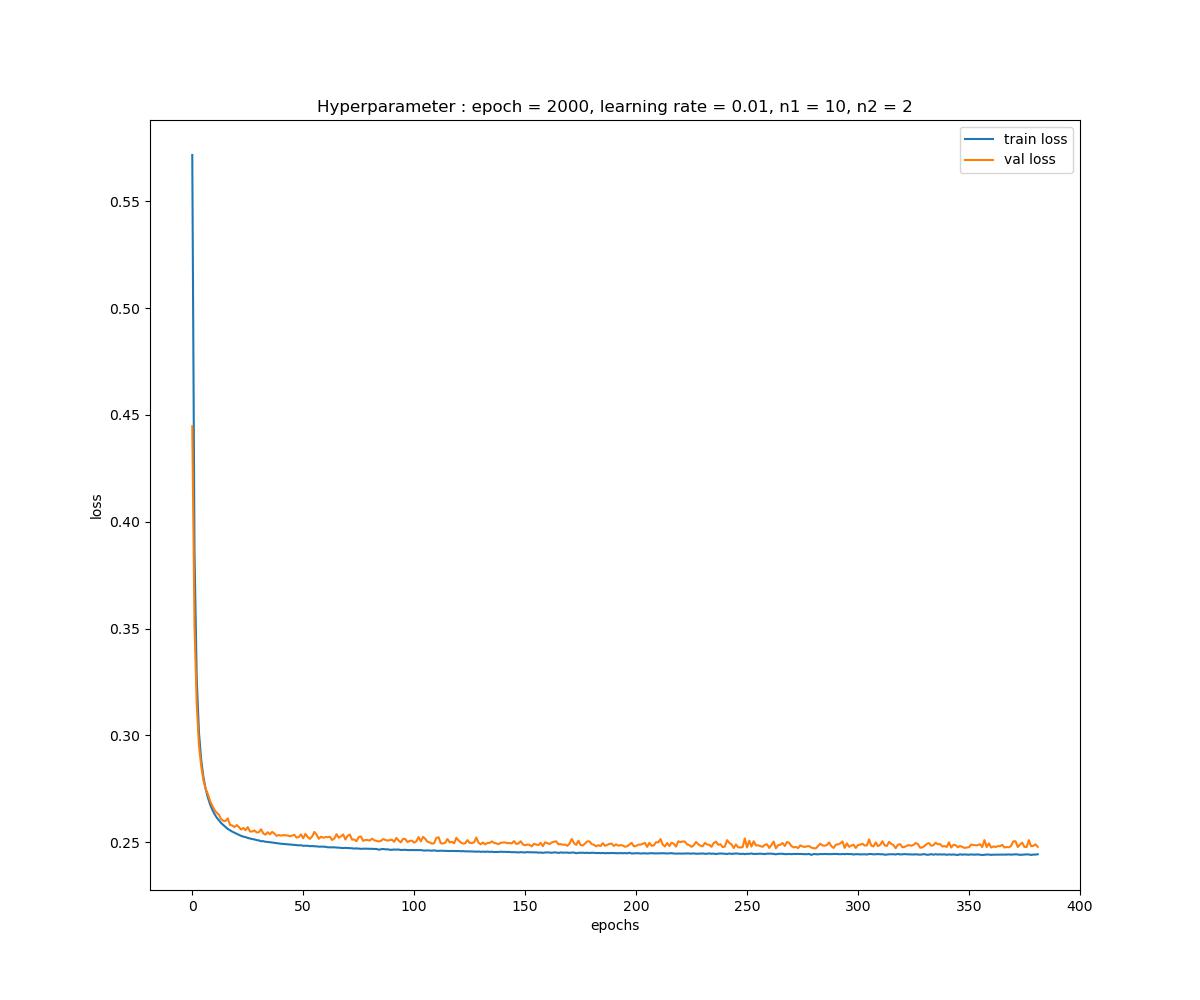 Hyperparameter : epoch = 2000, learning rate = 0.01, n1 = 10, n2 = 2
train loss
val loss
0.55
0.50
0.45
0.40
0.35
0.30
0.25
loss
0 50 100 150 200 250 300 350 400
epochs